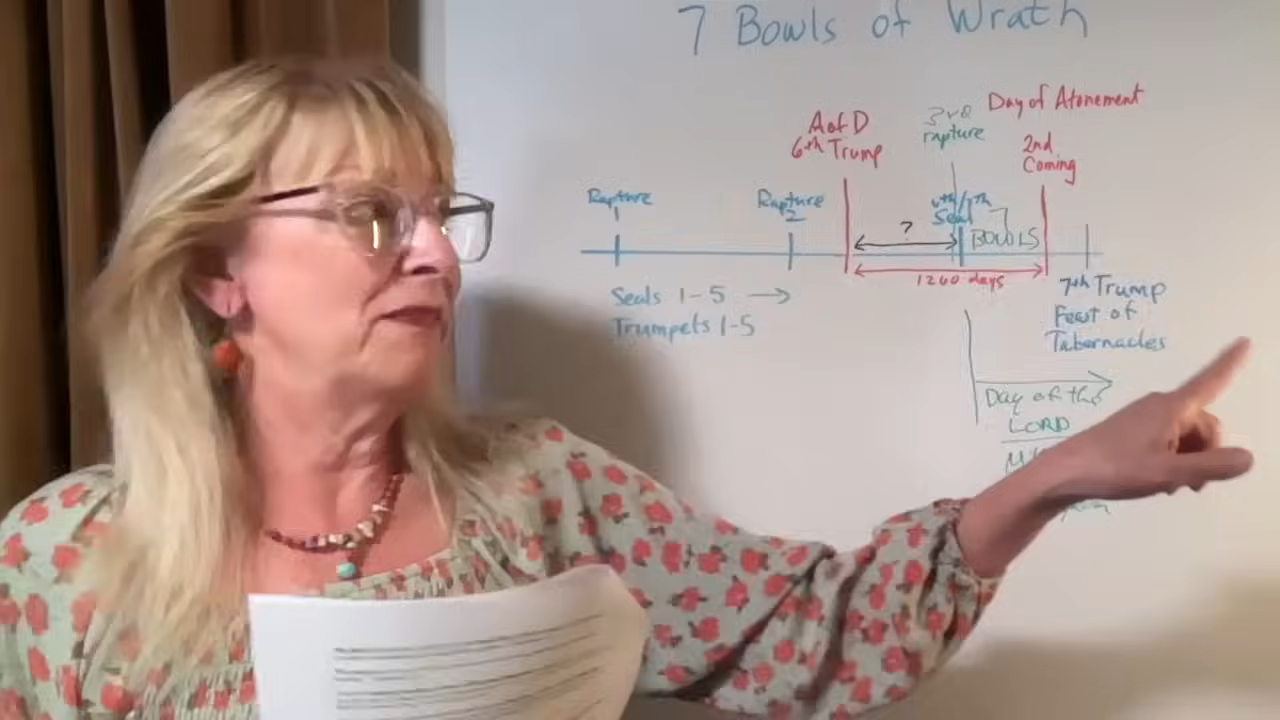 7 Bowls of Wrath
Day of Atonement
A of D
6th Trump
3rd
rapture
2nd
Coming
Rapture
1
Rapture
2
6th/7th
Seal
7
BOWLS
?
1260 days
Seals 1-5
Trumpets 1-5
7th Trump
Feast of
Tabernacles
Day of the
LORD